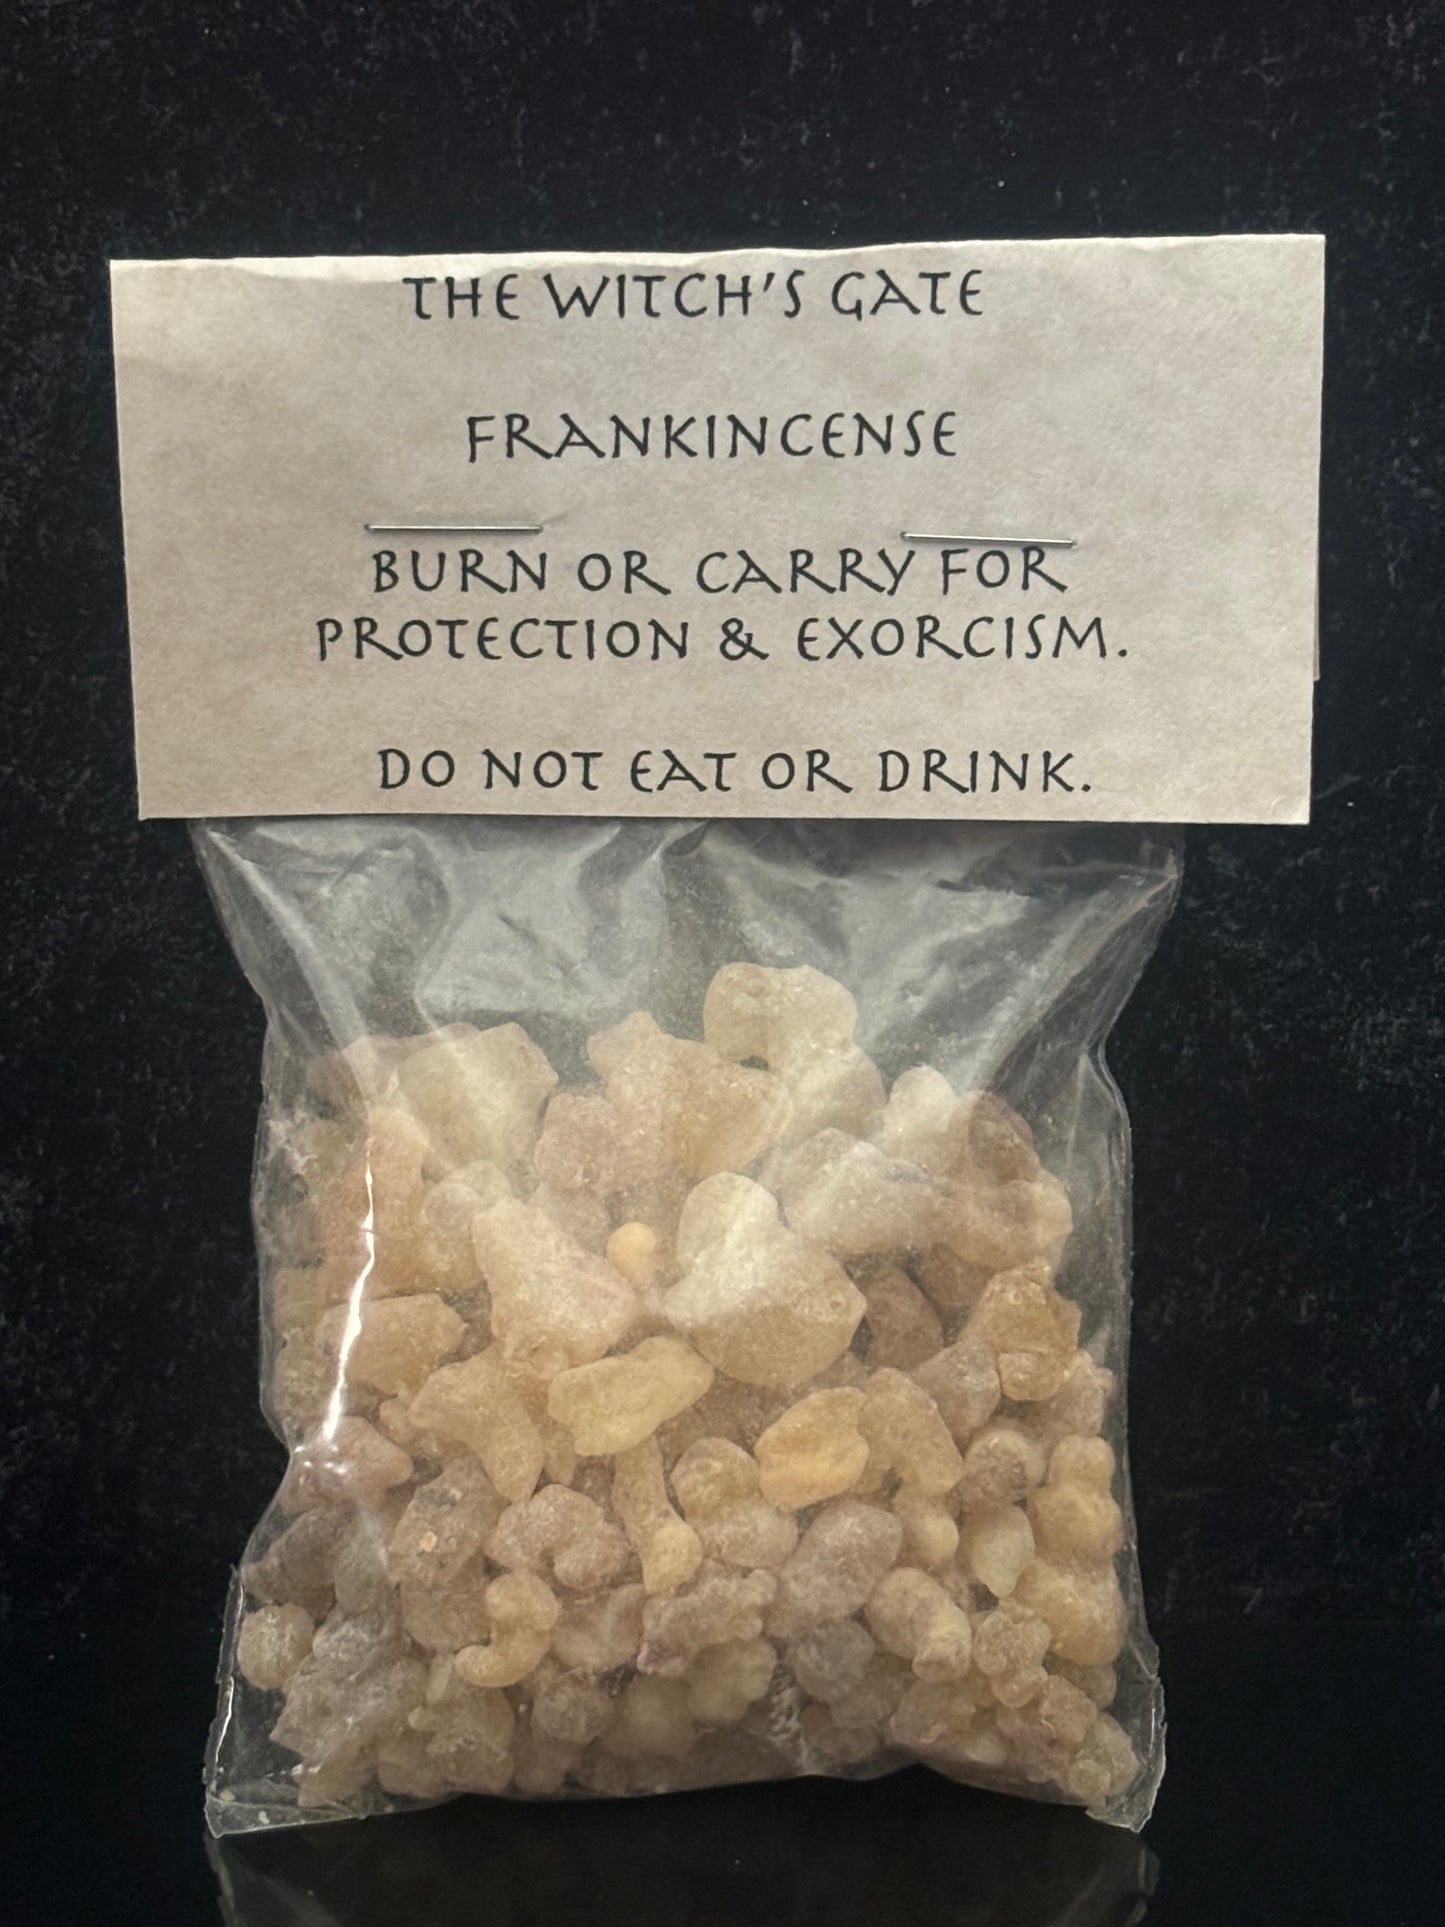 THE WITCH'S GATE
FRANKINCENSE
BURN OR CARRY FOR
PROTECTION & EXORCISM.
DO NOT EAT OR DRINK.